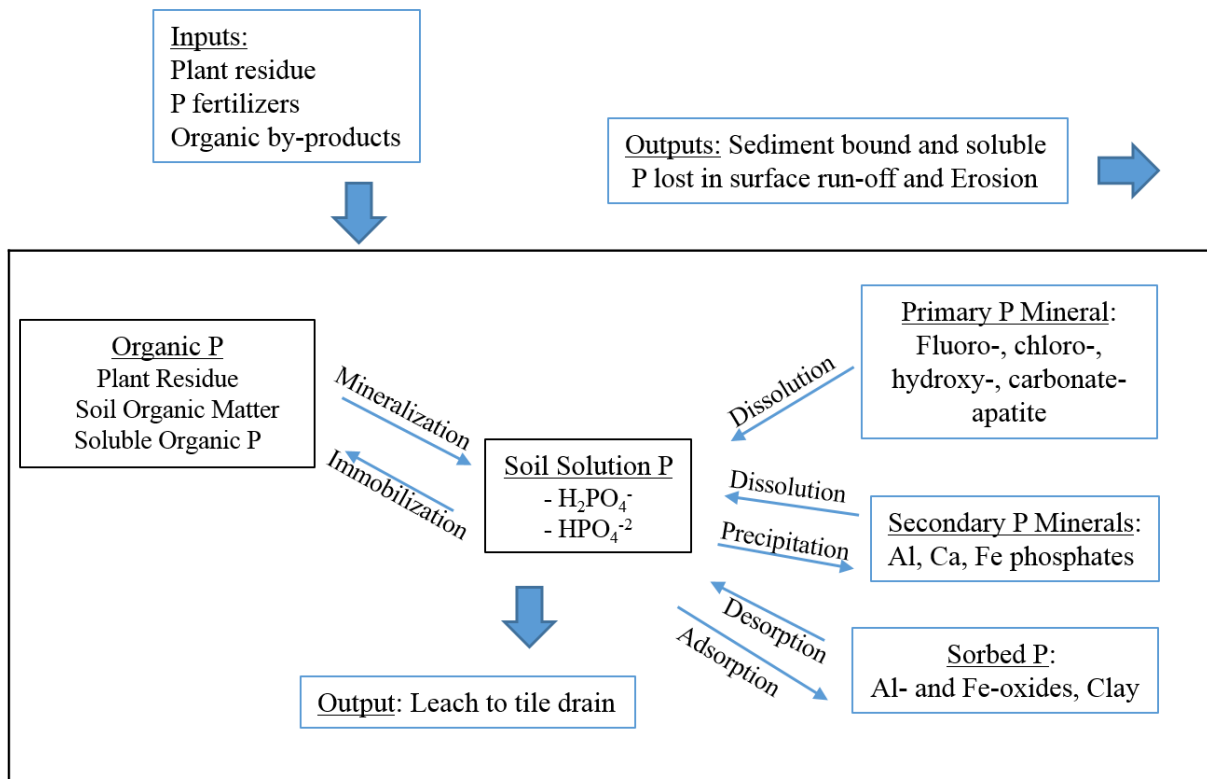 Inputs:
Plant residue
P fertilizers
Organic by-products
Outputs: Sediment bound and soluble
P lost in surface run-off and Erosion
Organic P
Plant Residue
Soil Organic Matter
Soluble Organic P
Mineralization
Immobilization
Soil Solution P
- H₂PO₄⁻
- HPO₄⁻²
Output: Leach to tile drain
Dissolution
Primary P Mineral:
Fluoro-, chloro-,
hydroxy-, carbonate-
apatite
Dissolution
Precipitation
Secondary P Minerals:
Al, Ca, Fe phosphates
Desorption
Adsorption
Sorbed P:
Al- and Fe-oxides, Clay